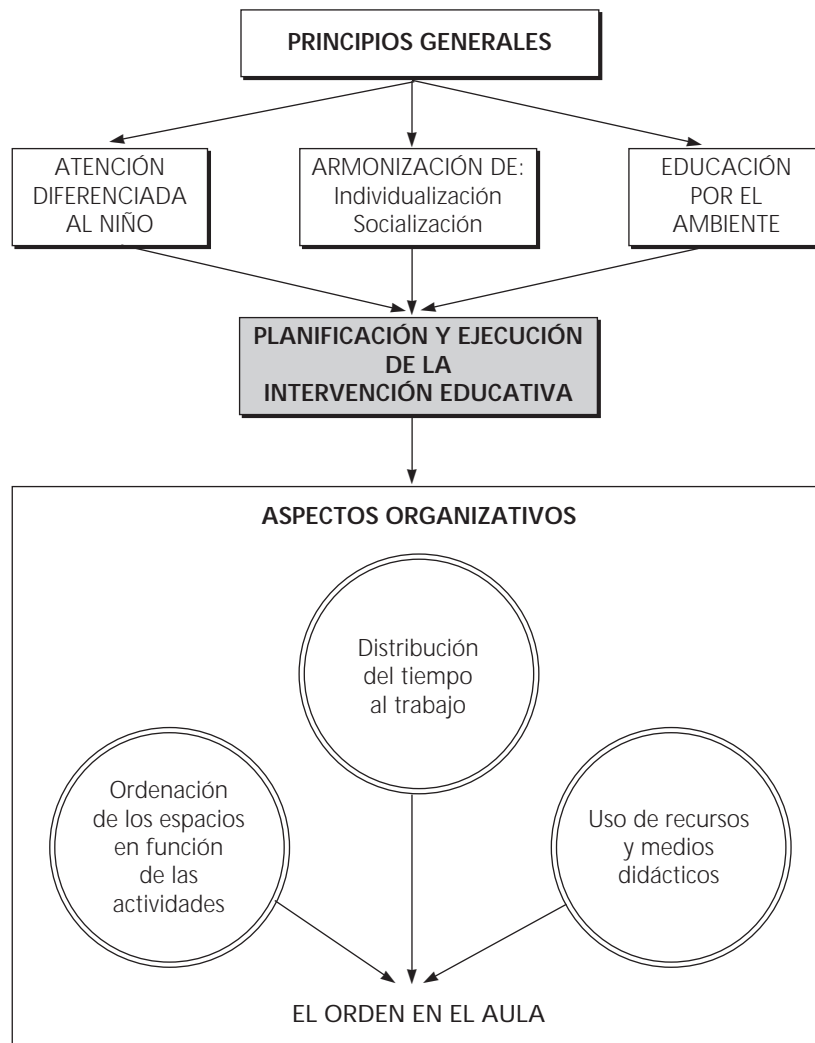 PRINCIPIOS GENERALES
ATENCIÓN
DIFERENCIADA
AL NIÑO
ARMONIZACIÓN DE:
Individualización
Socialización
EDUCACIÓN
POR EL
AMBIENTE
PLANIFICACIÓN Y EJECUCIÓN
DE LA
INTERVENCIÓN EDUCATIVA
ASPECTOS ORGANIZATIVOS
Distribución
del tiempo
al trabajo
Ordenación
de los espacios
en función
de las
actividades
Uso de recursos
y medios
didácticos
EL ORDEN EN EL AULA